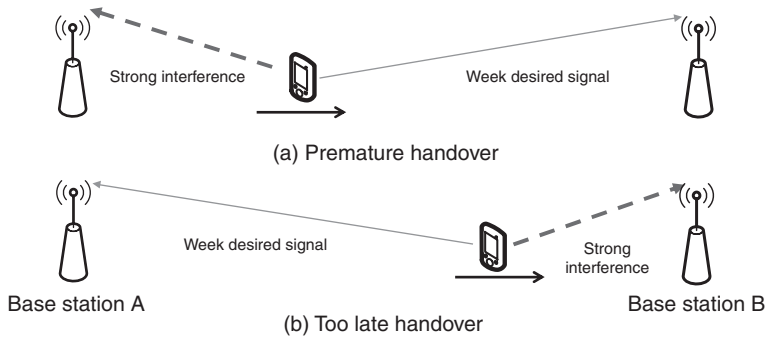 Strong interference
Week desired signal
(a) Premature handover
Week desired signal
Strong
interference
Base station A
Base station B
(b) Too late handover